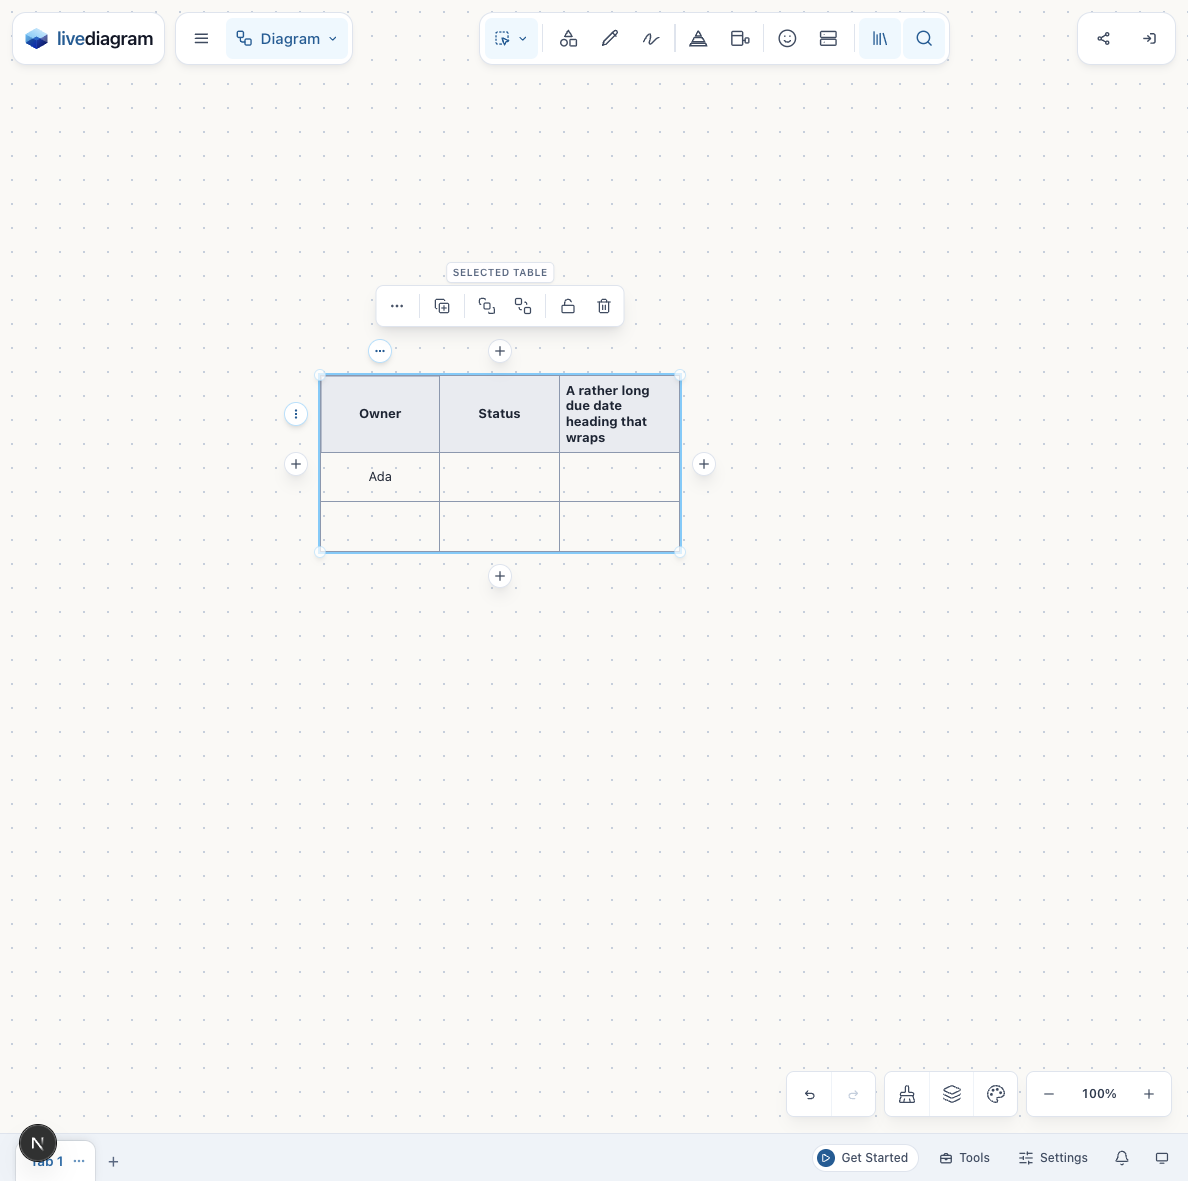 livediagram
Diagram
SELECTED TABLE
Owner
Status
A rather long
due date
heading that
wraps
Ada
100%
N
Tab 1
Get Started
Tools
Settings